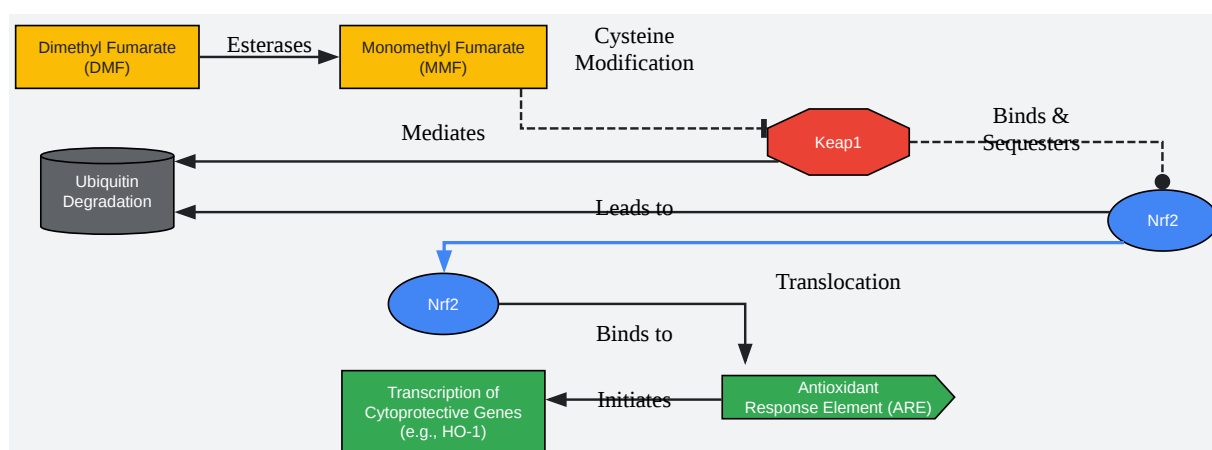 Dimethyl Fumarate
(DMF)
Esterases
Monomethyl Fumarate
(MMF)
Cysteine
Modification
Mediates
Keap1
Binds &
Sequesters
Ubiquitin
Degradation
Leads to
Nrf2
Translocation
Nrf2
Binds to
Antioxidant
Response Element (ARE)
Initiates
Transcription of
Cytoprotective Genes
(e.g., HO-1)